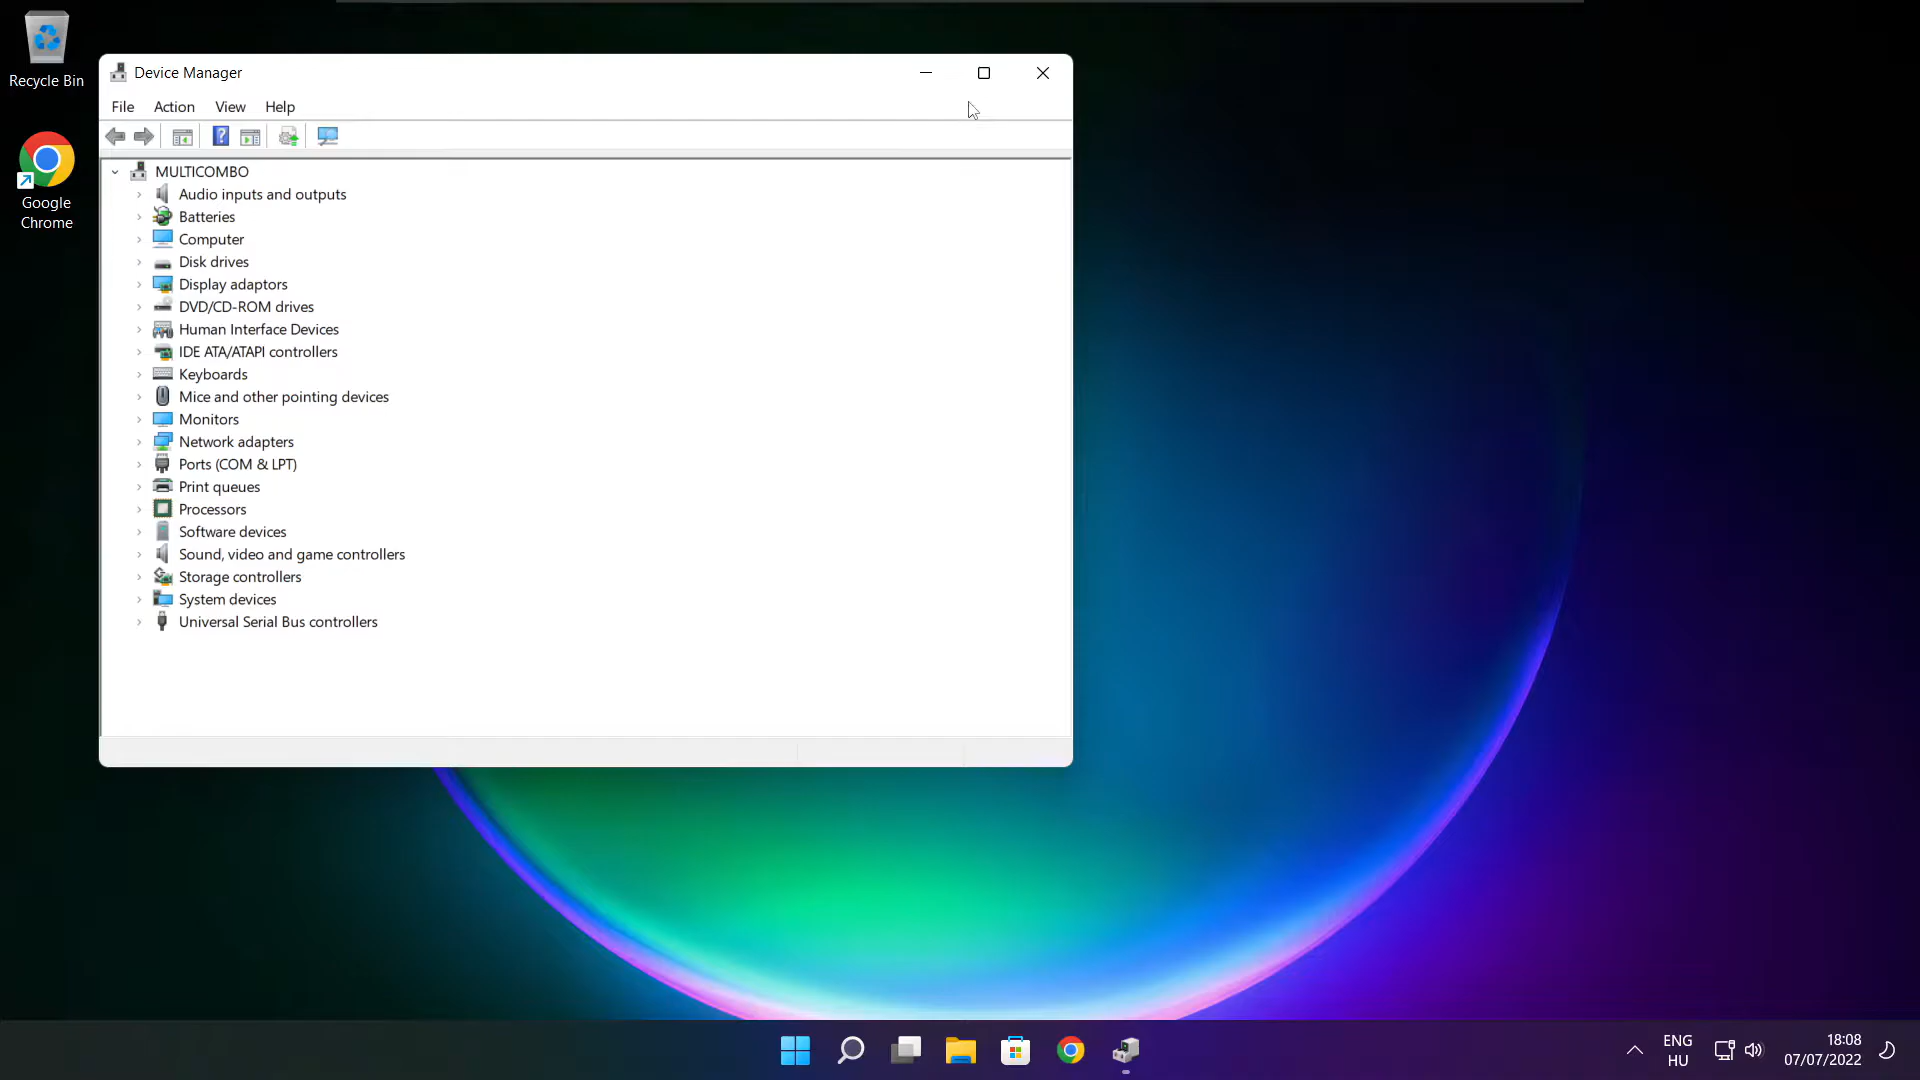 Recycle Bin
Google
Chrome
Device Manager
File Action View Help
MULTICOMBO
Audio inputs and outputs
Batteries
Computer
Disk drives
Display adaptors
DVD/CD-ROM drives
Human Interface Devices
IDE ATA/ATAPI controllers
Keyboards
Mice and other pointing devices
Monitors
Network adapters
Ports (COM & LPT)
Print queues
Processors
Software devices
Sound, video and game controllers
Storage controllers
System devices
Universal Serial Bus controllers
ENG
HU
18:08
07/07/2022